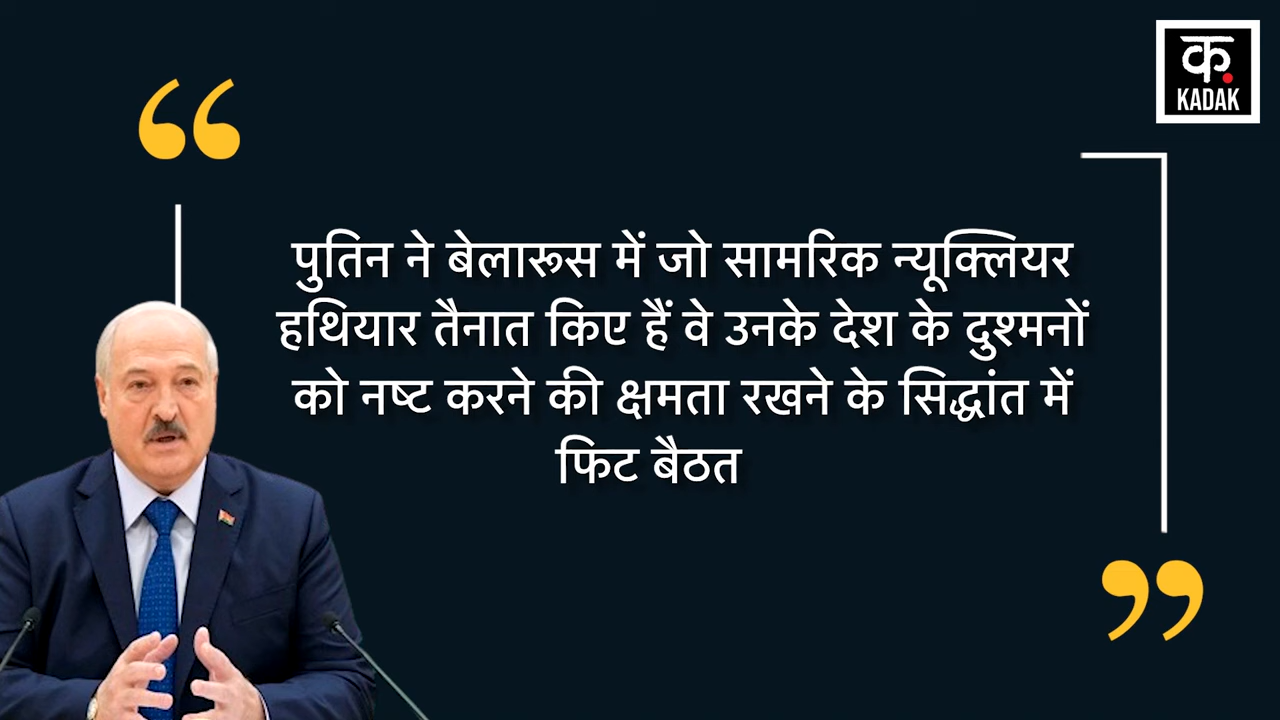 क
KADAK
पुतिन ने बेलारूस में जो सामरिक न्यूक्लियर
हथियार तैनात किए हैं वे उनके देश के दुश्मनों
को नष्ट करने की क्षमता रखने के सिद्धांत में
फिट बैठत